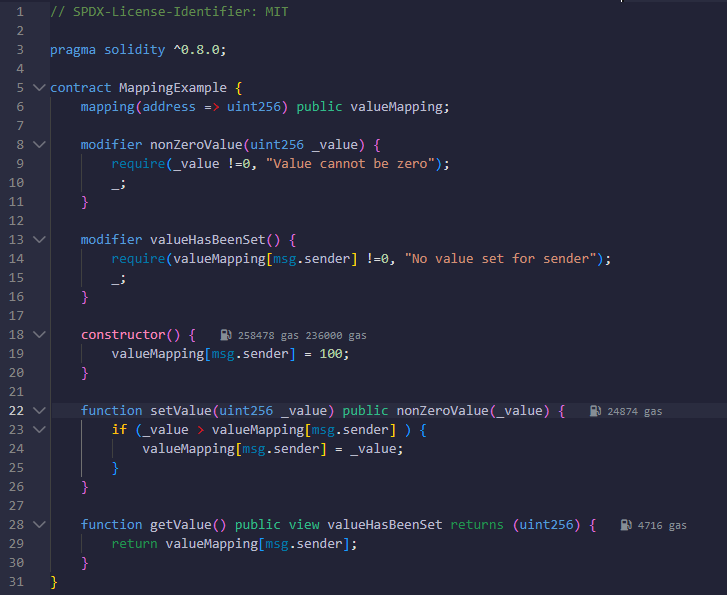 1 // SPDX-License-Identifier: MIT
2
3 pragma solidity ^0.8.0;
4
5 contract MappingExample {
6     mapping(address => uint256) public valueMapping;
7
8     modifier nonZeroValue(uint256 _value) {
9         require(_value !=0, "Value cannot be zero");
10         _;
11     }
12
13     modifier valueHasBeenSet() {
14         require(valueMapping[msg.sender] !=0, "No value set for sender");
15         _;
16     }
17
18     constructor() { 258478 gas 236000 gas
19         valueMapping[msg.sender] = 100;
20     }
21
22     function setValue(uint256 _value) public nonZeroValue(_value) { 24874 gas
23         if (_value > valueMapping[msg.sender] ) {
24             valueMapping[msg.sender] = _value;
25         }
26     }
27
28     function getValue() public view valueHasBeenSet returns (uint256) { 4716 gas
29         return valueMapping[msg.sender];
30     }
31 }